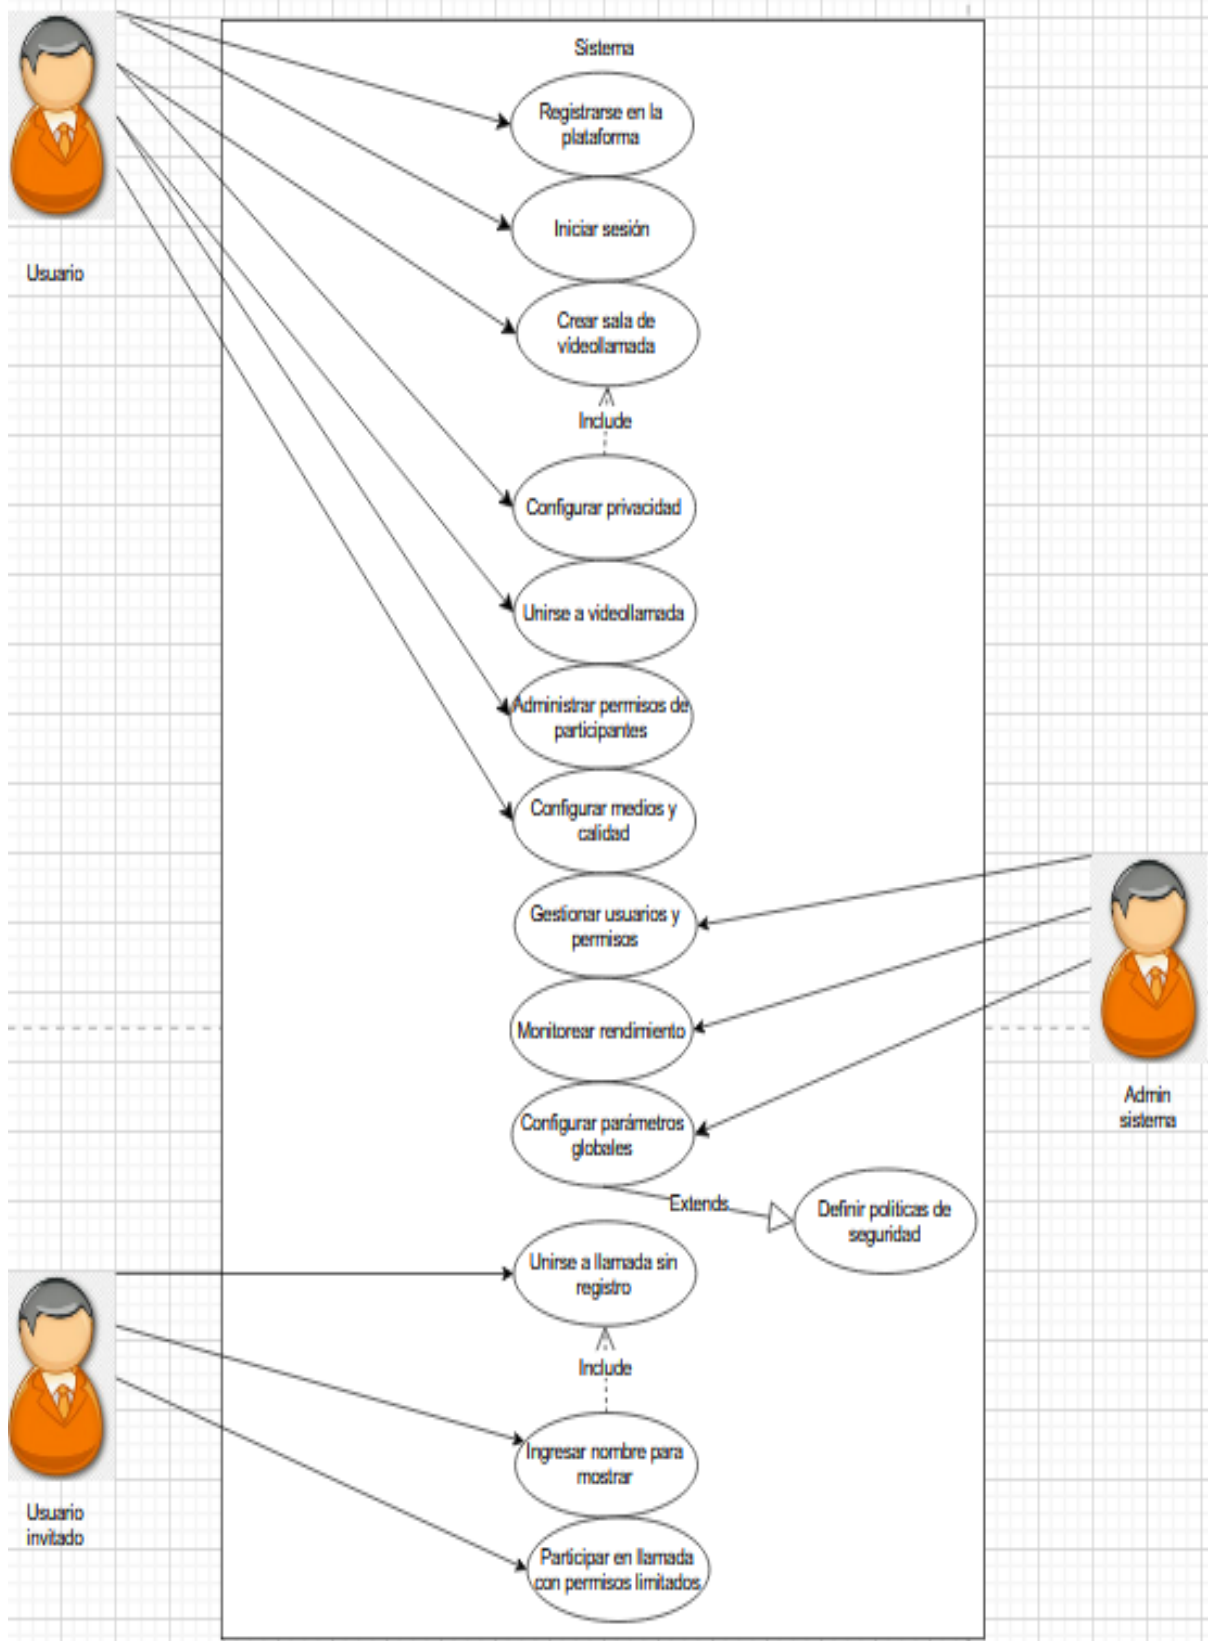 Sistema
Registrarse en la
plataforma
Iniciar sesión
Usuario
Crear sala de
videollamada
Include
Configurar privacidad
Unirse a videollamada
Administrar permisos de
participantes
Configurar medios y
calidad
Gestionar usuarios y
permisos
Monitorear rendimiento
Admin
sistema
Configurar parámetros
globales
Extends
Definir politicas de
seguridad
Unirse a llamada sin
registro
Include
Ingresar nombre para
mostrar
Usuario
invitado
Participar en llamada
con permisos limitados